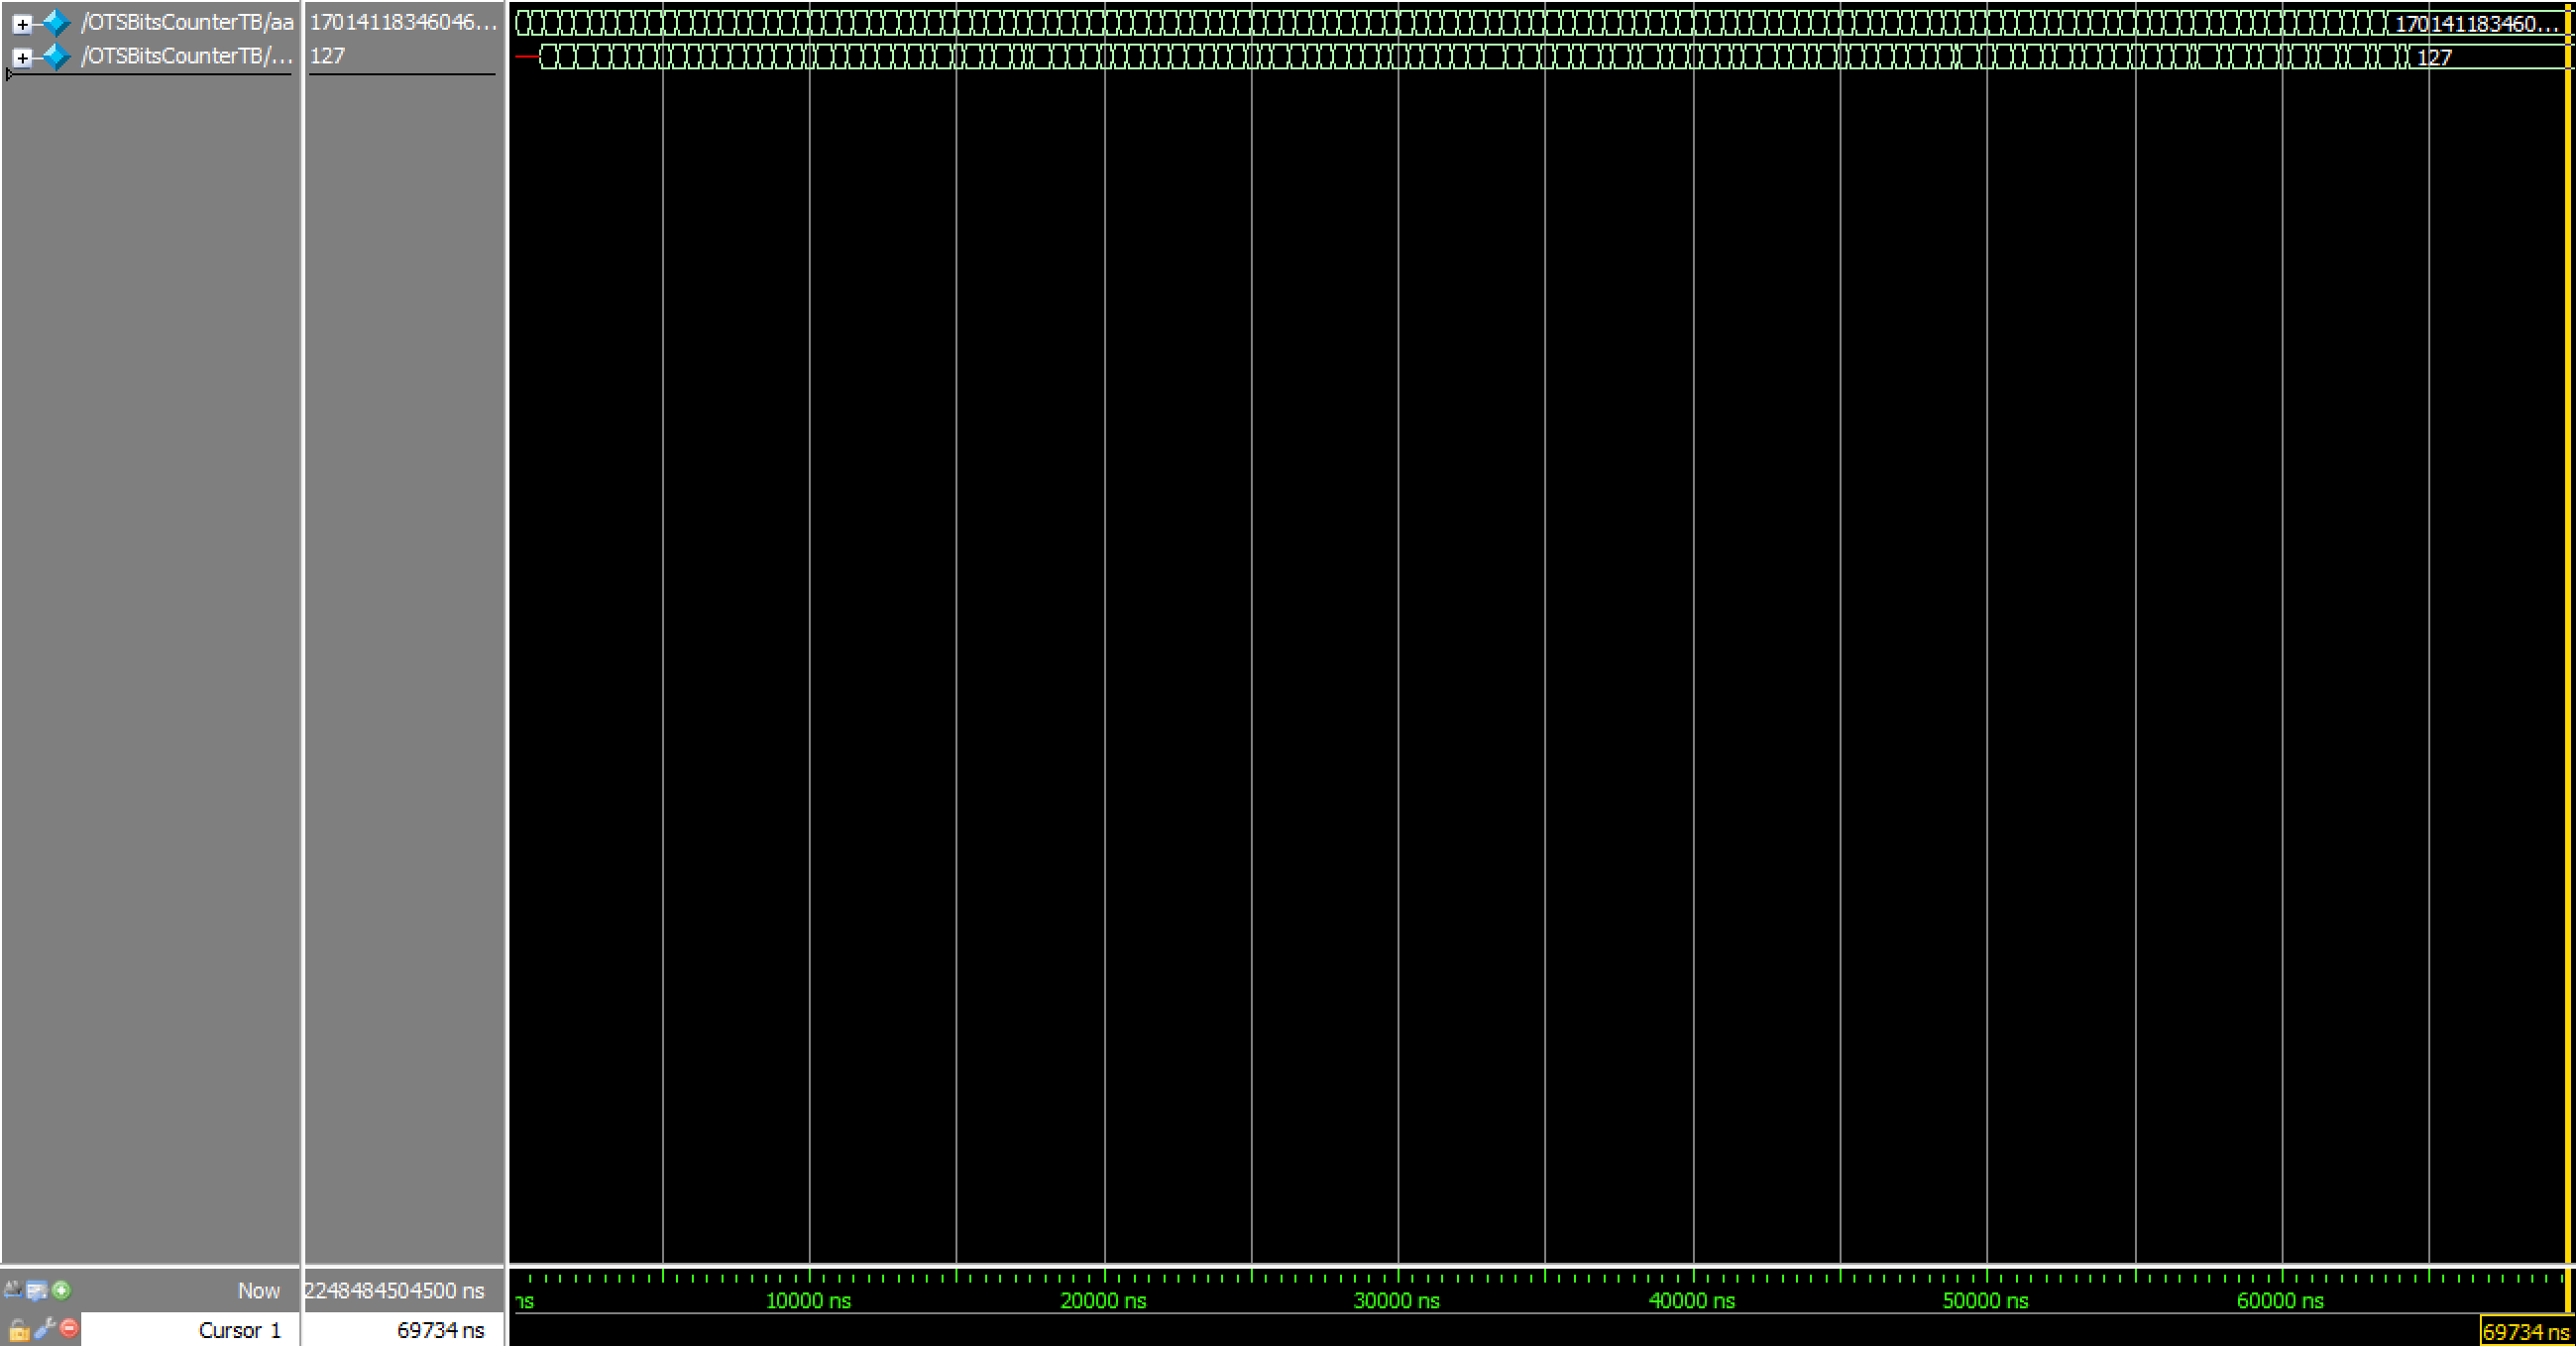 /OTSBitsCounterTB/aa 17014118346046... 170141183460...
/OTSBitsCounterTB/... 127 127
Now 2248484504500 ns
ns 10000 ns 20000 ns 30000 ns 40000 ns 50000 ns 60000 ns
Cursor 1 69734 ns 69734 ns